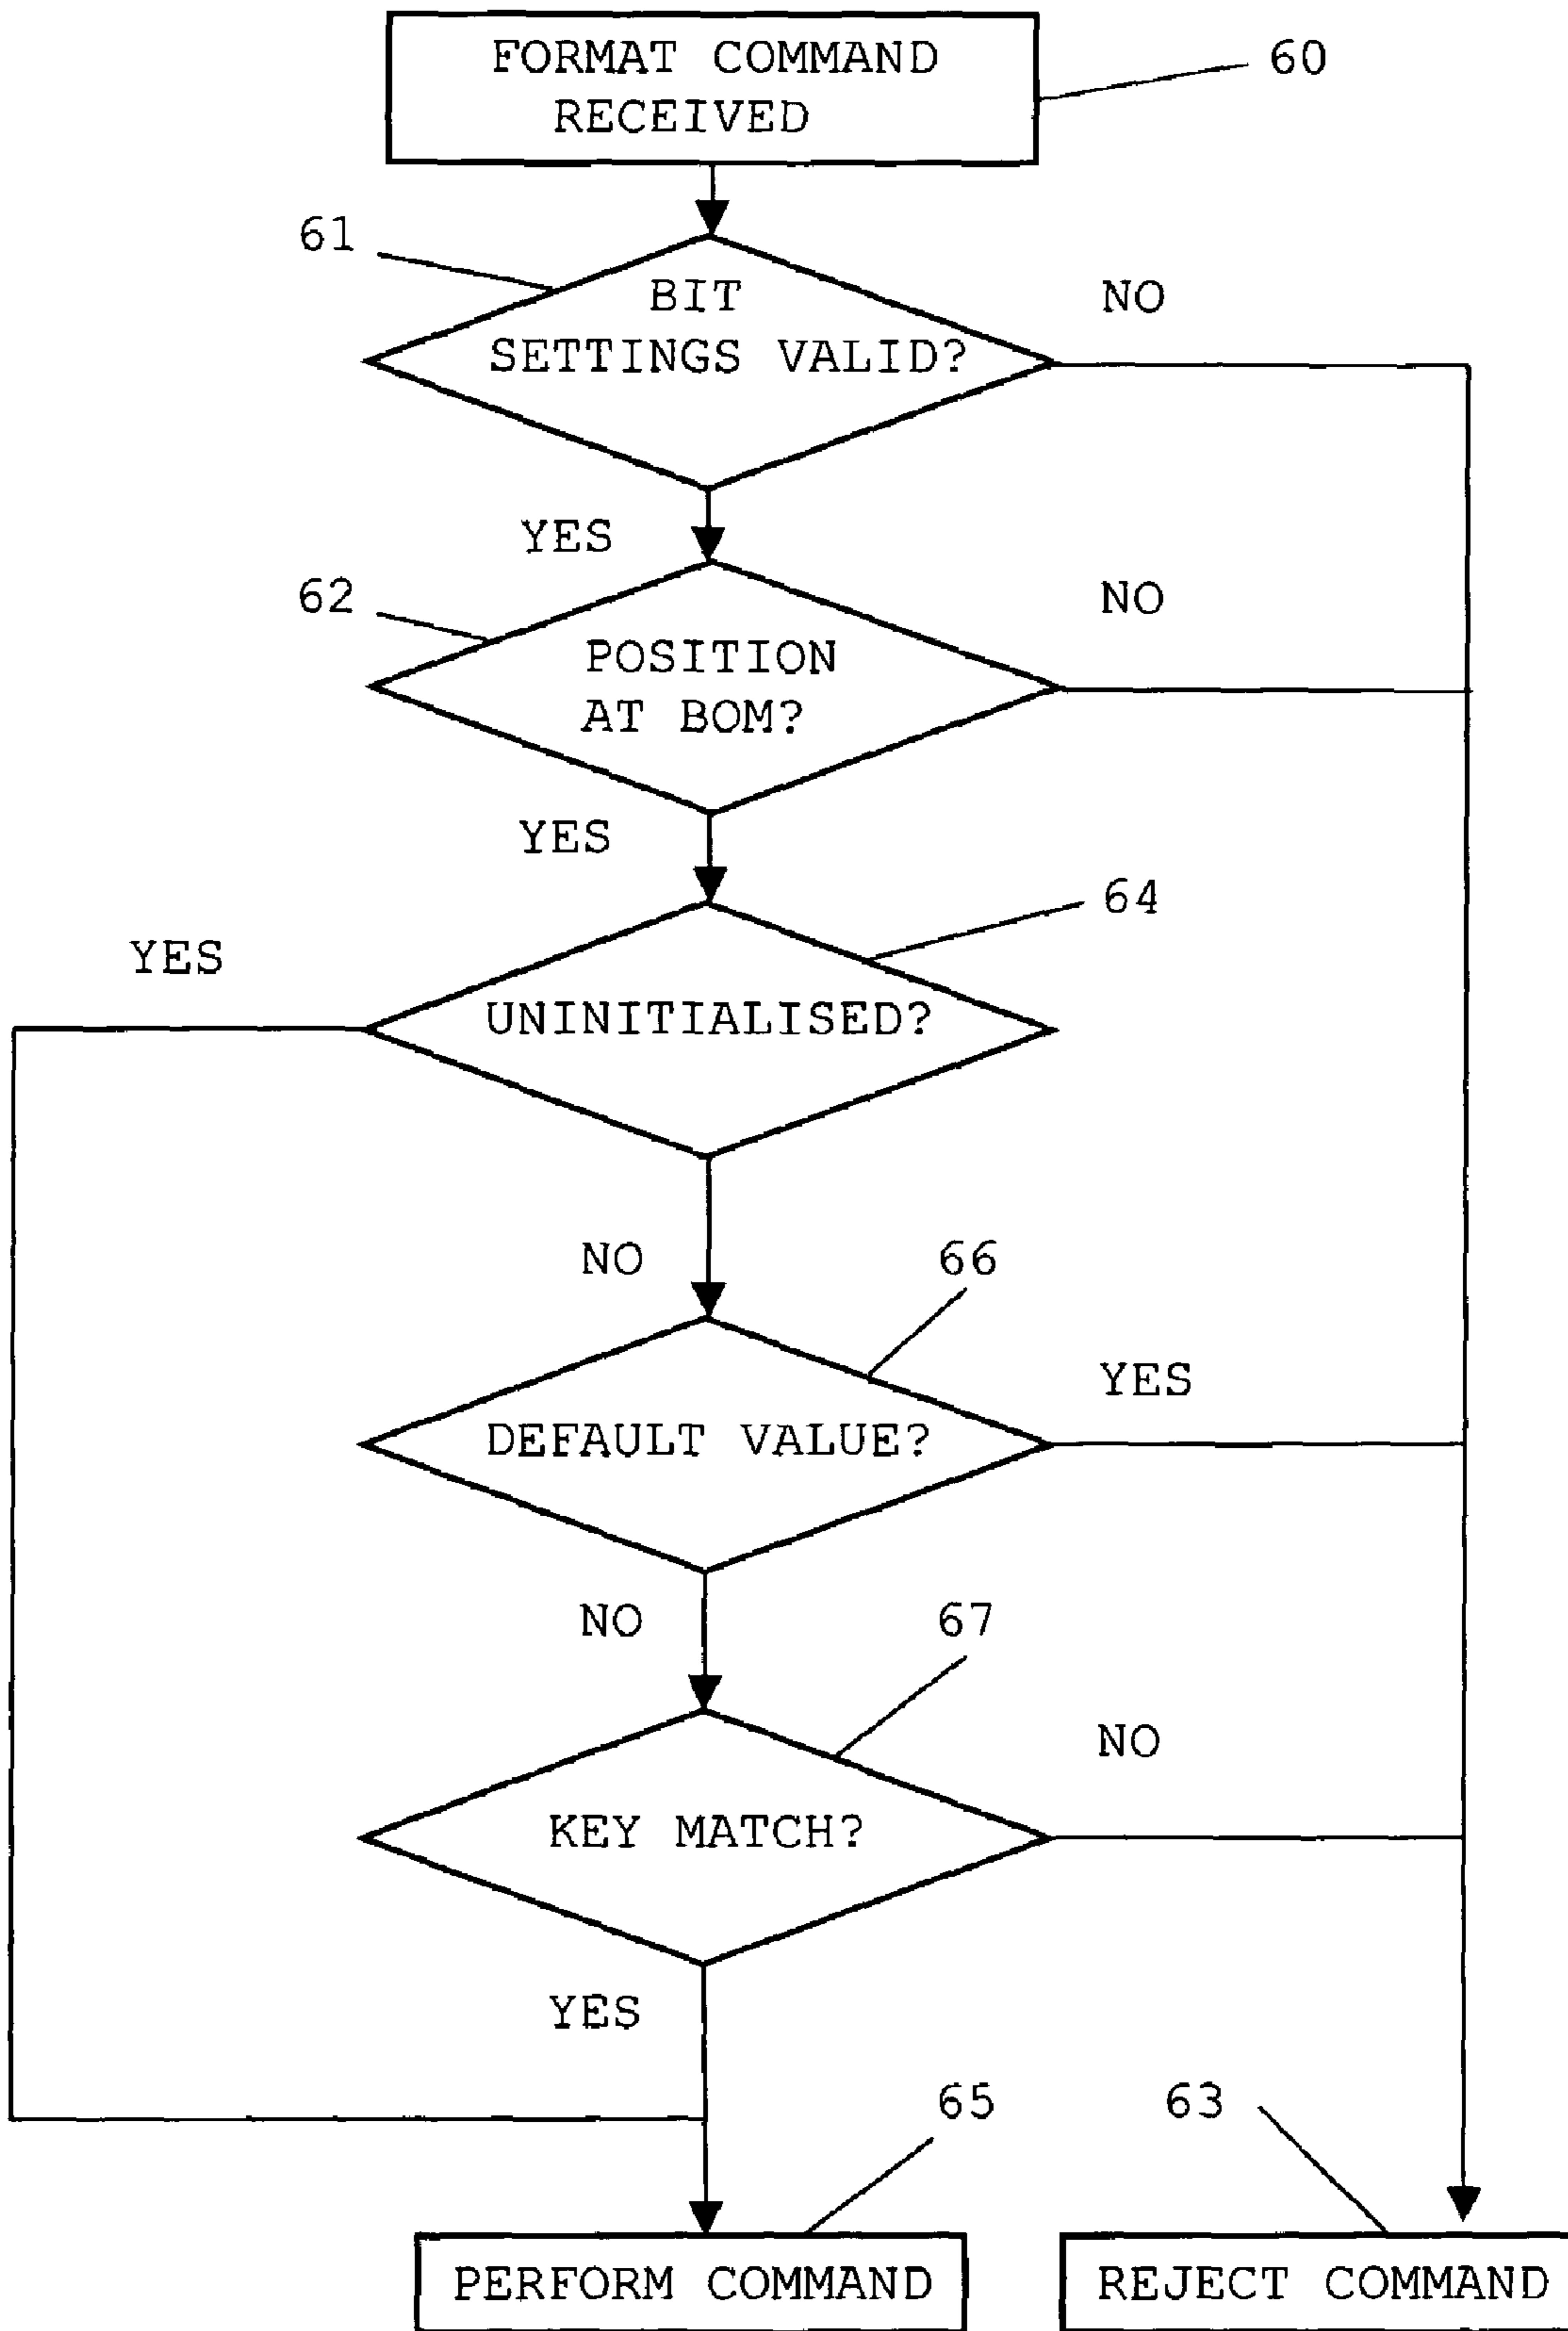 FORMAT COMMAND
RECEIVED
60
61
BIT
SETTINGS VALID?
NO
YES
62
POSITION
AT BOM?
NO
YES
64
YES
UNINITIALISED?
NO
66
DEFAULT VALUE?
YES
NO
67
KEY MATCH?
NO
YES
65
63
PERFORM COMMAND
REJECT COMMAND